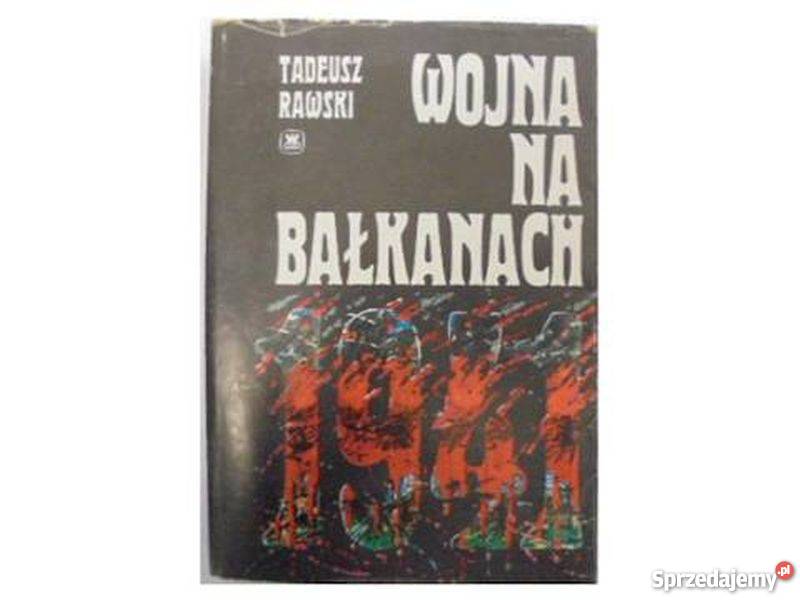 TADEUSZ
RAWSKI
WOJNA
NA
BAŁKANACH
1941
Sprzedajemy.pl